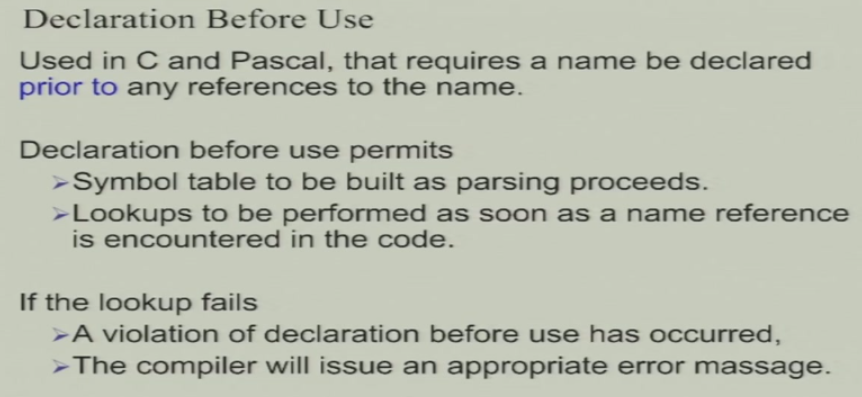 Declaration Before Use
Used in C and Pascal, that requires a name be declared
prior to any references to the name.
Declaration before use permits
➢Symbol table to be built as parsing proceeds.
➢Lookups to be performed as soon as a name reference
is encountered in the code.
If the lookup fails
➢A violation of declaration before use has occurred,
➢The compiler will issue an appropriate error massage.